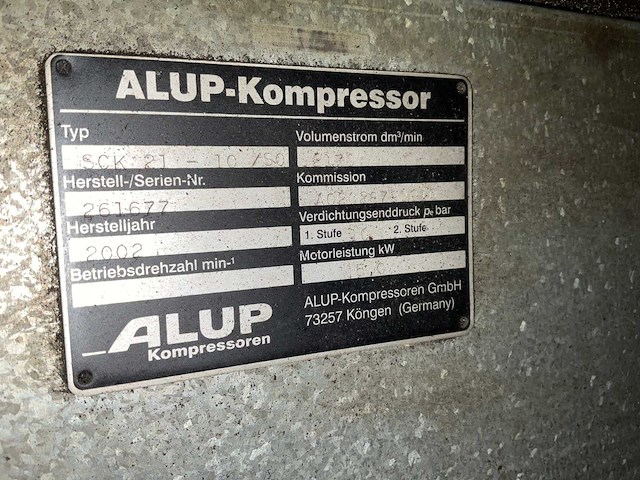 ALUP-Kompressor
Typ
SCK 21 - 10 /50
Herstell-/Serien-Nr.
261677
Herstelljahr
2002
Betriebsdrehzahl min-¹
Volumenstrom dm³/min
Kommission
Verdichtungsenddruck pₑ bar
1. Stufe 2. Stufe
Motorleistung kW
ALUP
Kompressoren
ALUP-Kompressoren GmbH
73257 Köngen (Germany)